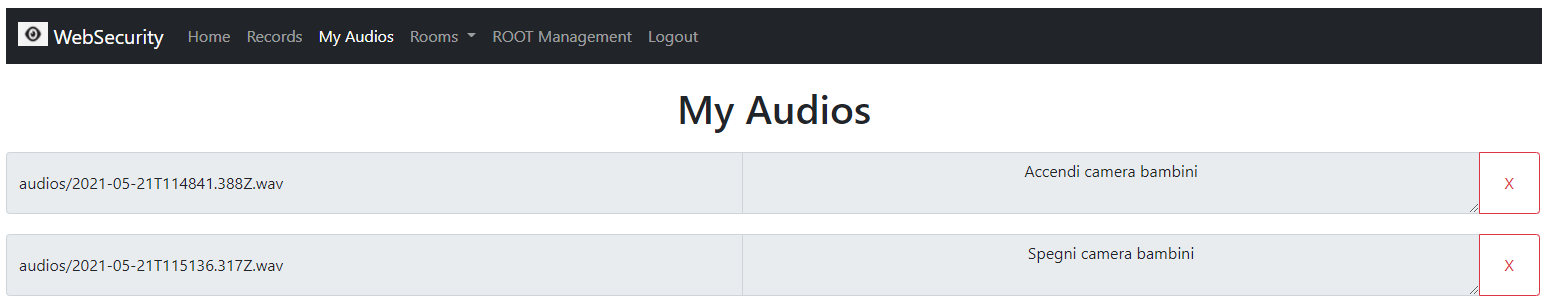 WebSecurity Home Records My Audios Rooms ROOT Management Logout
My Audios
audios/2021-05-21T114841.388Z.wav Accendi camera bambini X
audios/2021-05-21T115136.317Z.wav Spegni camera bambini X